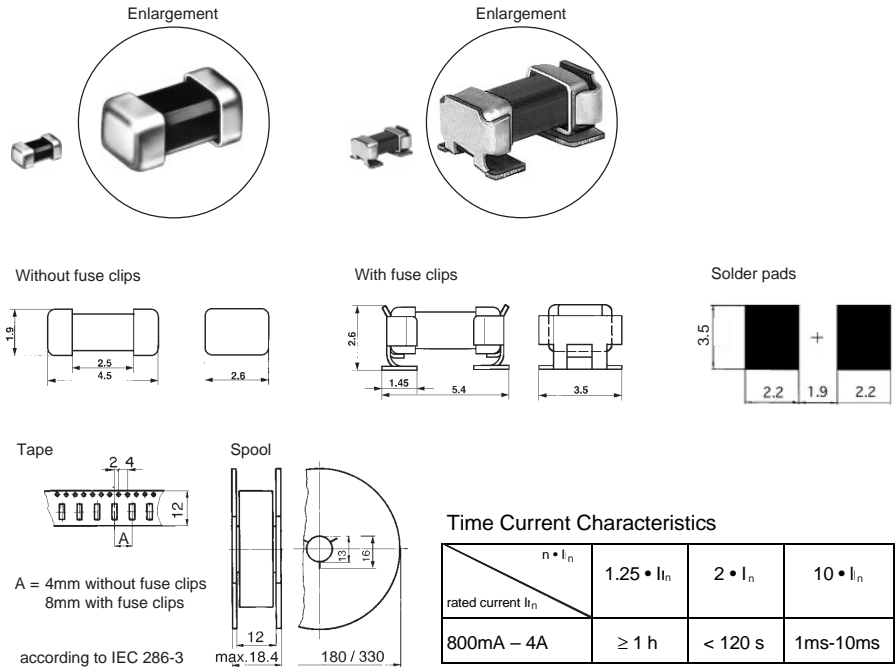 Enlargement
Enlargement
Without fuse clips
With fuse clips
Solder pads
1.9
2.5
4.5
2.6
2.6
1.45
5.4
3.5
3.5
2.2
1.9
2.2
Tape
Spool
2 4
12
A
A = 4mm without fuse clips
8mm with fuse clips
according to IEC 286-3
12
max.18.4
13
16
180 / 330
Time Current Characteristics
n • Iₙ
rated current Iₙ
1.25 • Iₙ
2 • Iₙ
10 • Iₙ
800mA – 4A
≥ 1 h
< 120 s
1ms-10ms